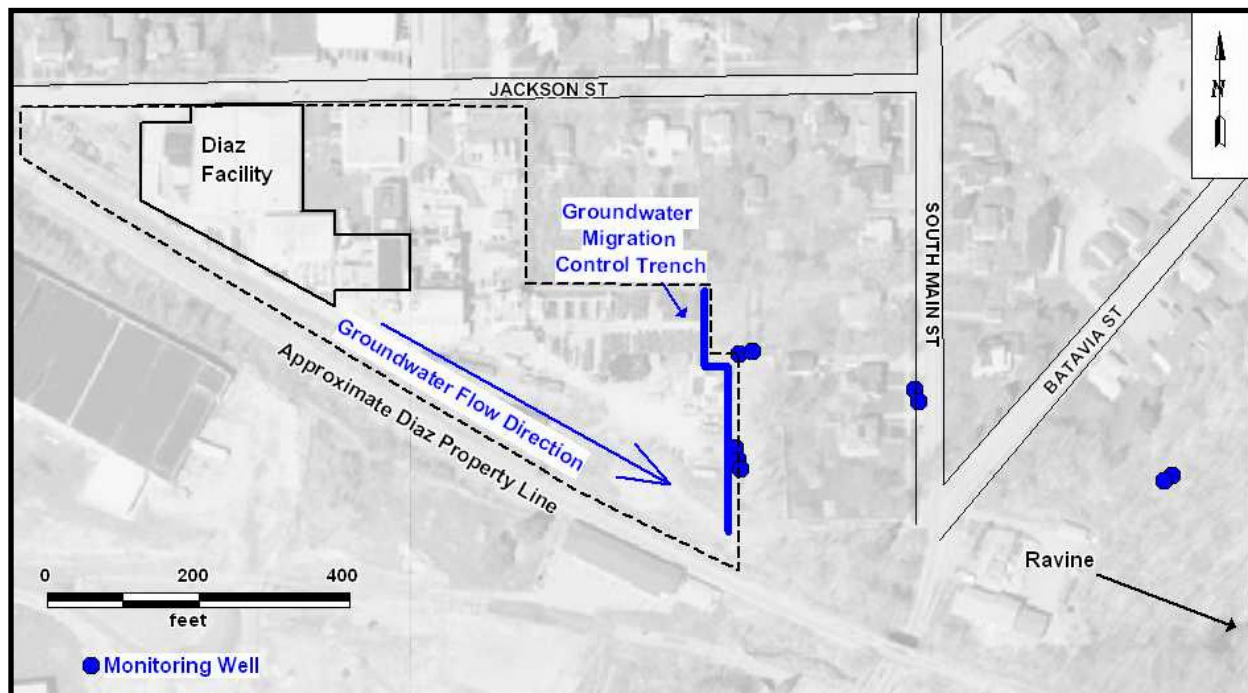 JACKSON ST
N
Diaz
Facility
Groundwater
Migration
Control Trench
SOUTH MAIN ST
BATAVIA ST
Groundwater Flow Direction
Approximate Diaz Property Line
Ravine
0 200 400
feet
Monitoring Well